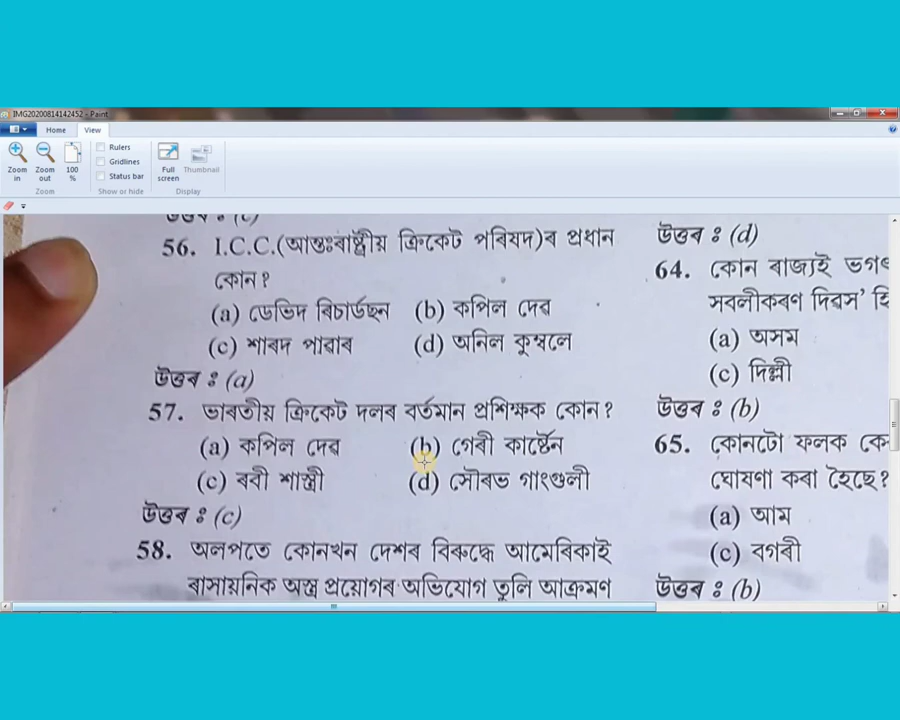 IMG20200814142452 - Paint
Home View
Zoom in
Zoom out
100 %
Zoom
Rulers
Gridlines
Status bar
Show or hide
Full screen
Thumbnail
Display
উত্তৰ : (c)
56. I.C.C.(আন্তঃৰাষ্ট্ৰীয় ক্ৰিকেট পৰিষদ)ৰ প্ৰধান
কোন?
(a) ডেভিদ ৰিচাৰ্ডছন (b) কপিল দেৱ
(c) শাৰদ পাৱাৰ (d) অনিল কুম্বলে
উত্তৰ : (a)
57. ভাৰতীয় ক্ৰিকেট দলৰ বৰ্তমান প্ৰশিক্ষক কোন?
(a) কপিল দেৱ (b) গেৰী কাৰ্ষ্টেন
(c) ৰবী শাস্ত্ৰী (d) সৌৰভ গাংগুলী
উত্তৰ : (c)
58. অলপতে কোনখন দেশৰ বিৰুদ্ধে আমেৰিকাই
ৰাসায়নিক অস্ত্ৰ প্ৰয়োগৰ অভিযোগ তুলি আক্ৰমণ
উত্তৰ : (d)
64. কোন ৰাজ্যই
সবলীকৰণ দিৱস'
(a) অসম
(c) দিল্লী
উত্তৰ : (b)
65. কোনটো ফলক
ঘোষণা কৰা হৈছে?
(a) আম
(c) বগৰী
উত্তৰ : (b)